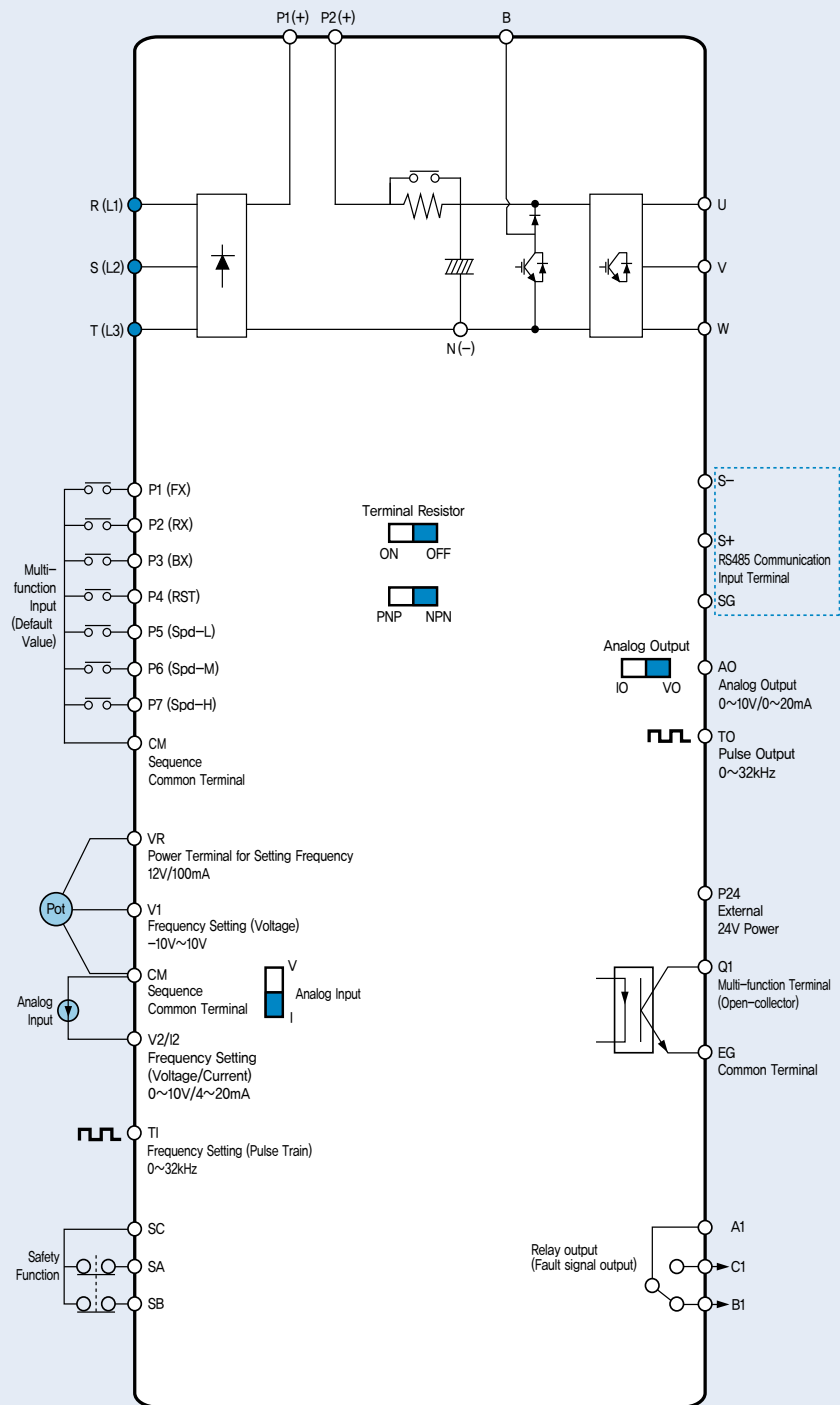 P1(+)
P2(+)
B
R (L1)
S (L2)
T (L3)
N (−)
U
V
W
Multi-
function
Input
(Default
Value)
P1 (FX)
P2 (RX)
P3 (BX)
P4 (RST)
P5 (Spd-L)
P6 (Spd-M)
P7 (Spd-H)
CM
Sequence
Common Terminal
Terminal Resistor
ON OFF
PNP NPN
S−
S+
RS485 Communication
Input Terminal
SG
Analog Output
IO VO
AO
Analog Output
0~10V/0~20mA
TO
Pulse Output
0~32kHz
Pot
VR
Power Terminal for Setting Frequency
12V/100mA
V1
Frequency Setting (Voltage)
−10V~10V
Analog
Input
CM
Sequence
Common Terminal
V
Analog Input
I
V2/I2
Frequency Setting
(Voltage/Current)
0~10V/4~20mA
TI
Frequency Setting (Pulse Train)
0~32kHz
P24
External
24V Power
Q1
Multi-function Terminal
(Open-collector)
EG
Common Terminal
Safety
Function
SC
SA
SB
Relay output
(Fault signal output)
A1
C1
B1